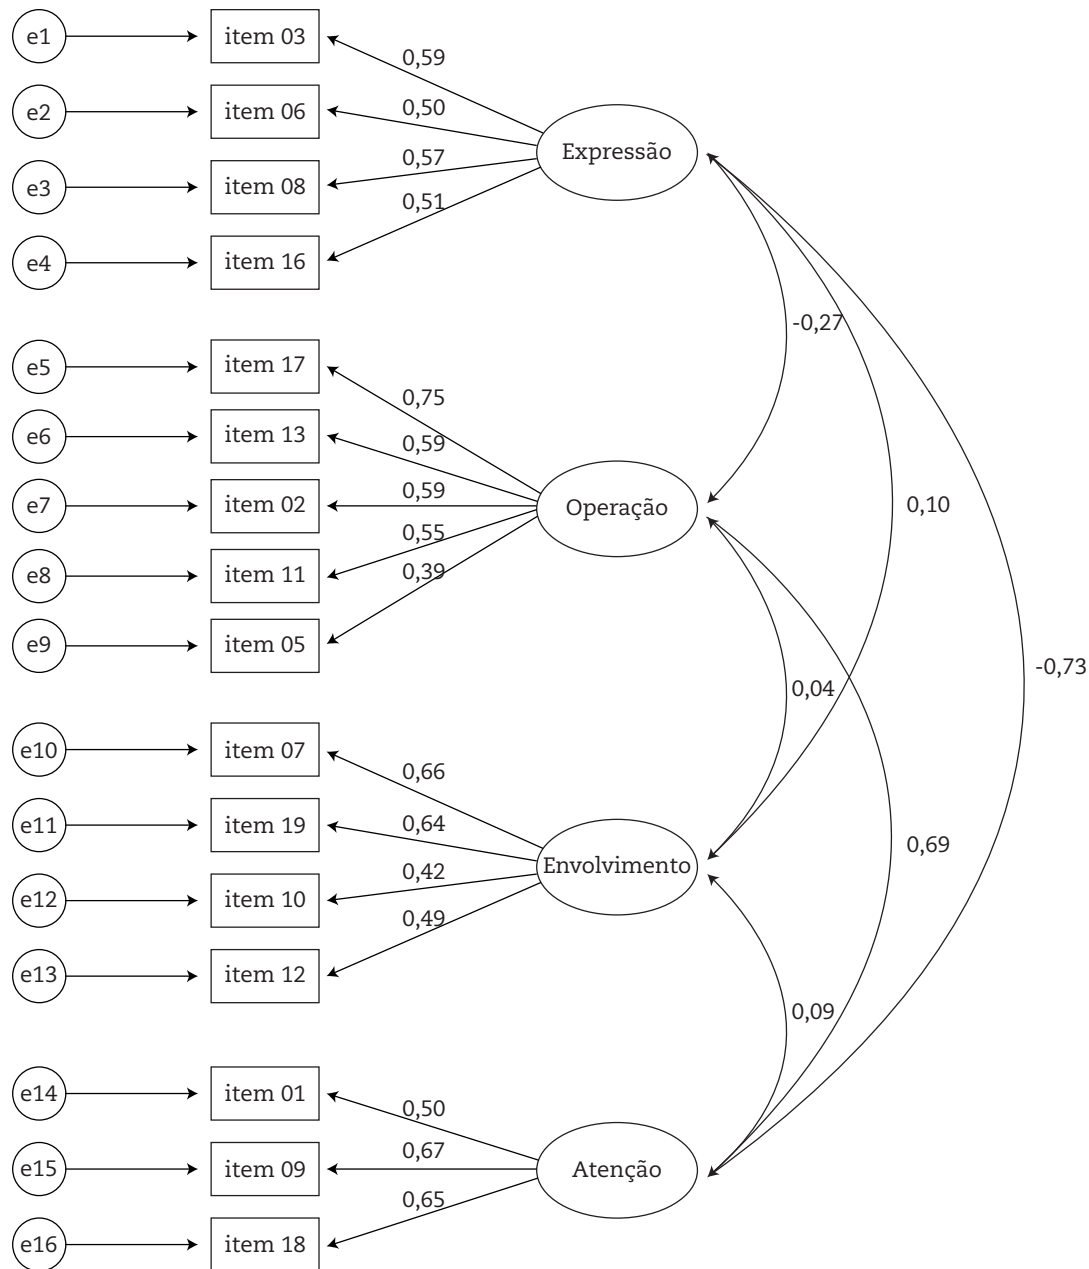 e1 item 03
0,59
e2 item 06
0,50
Expressão
e3 item 08
0,57
0,51
e4 item 16
-0,27
e5 item 17
0,75
e6 item 13
0,59
e7 item 02
0,59
Operação
0,10
0,55
e8 item 11
0,39
e9 item 05
-0,73
0,04
e10 item 07
0,66
e11 item 19
0,64
0,69
Envolvimento
0,42
e12 item 10
0,49
e13 item 12
0,09
e14 item 01
0,50
0,67
e15 item 09
Atenção
0,65
e16 item 18